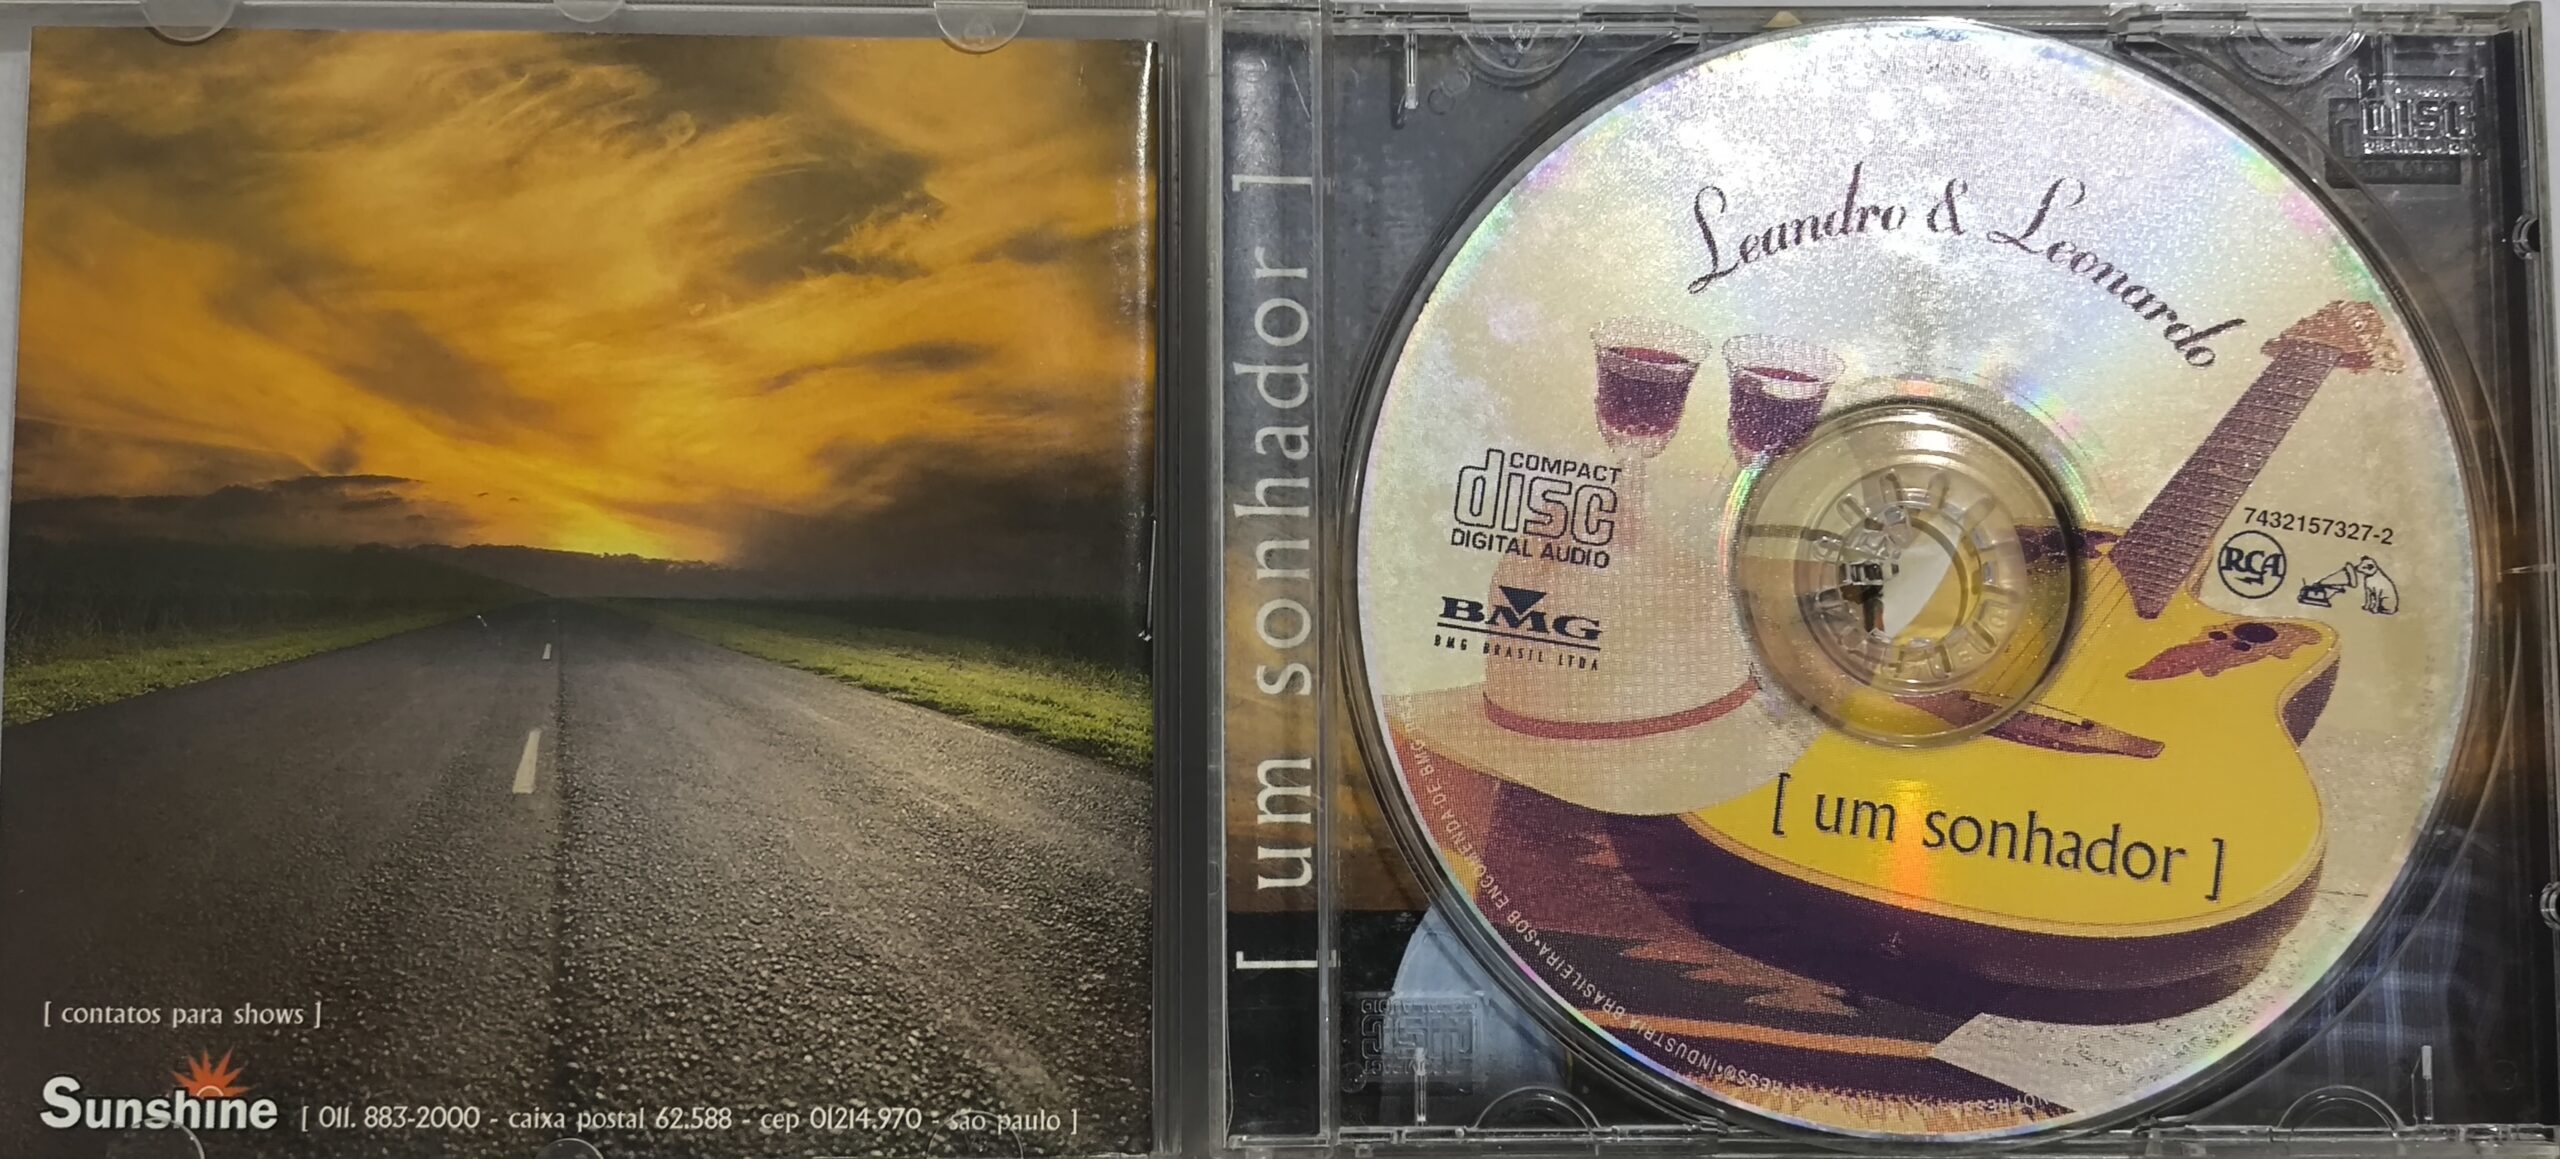 [ contatos para shows ]
Sunshine [ 011. 883-2000 - caixa postal 62.588 - cep 01214.970 - são paulo ]
[ um sonhador ]
Leandro & Leonardo
COMPACT
disc
DIGITAL AUDIO
BMG
BMG BRASIL LTDA
7432157327-2
RCA
[ um sonhador ]
INDÚSTRIA BRASILEIRA•SOB ENCOMENDA DE BMG
disc